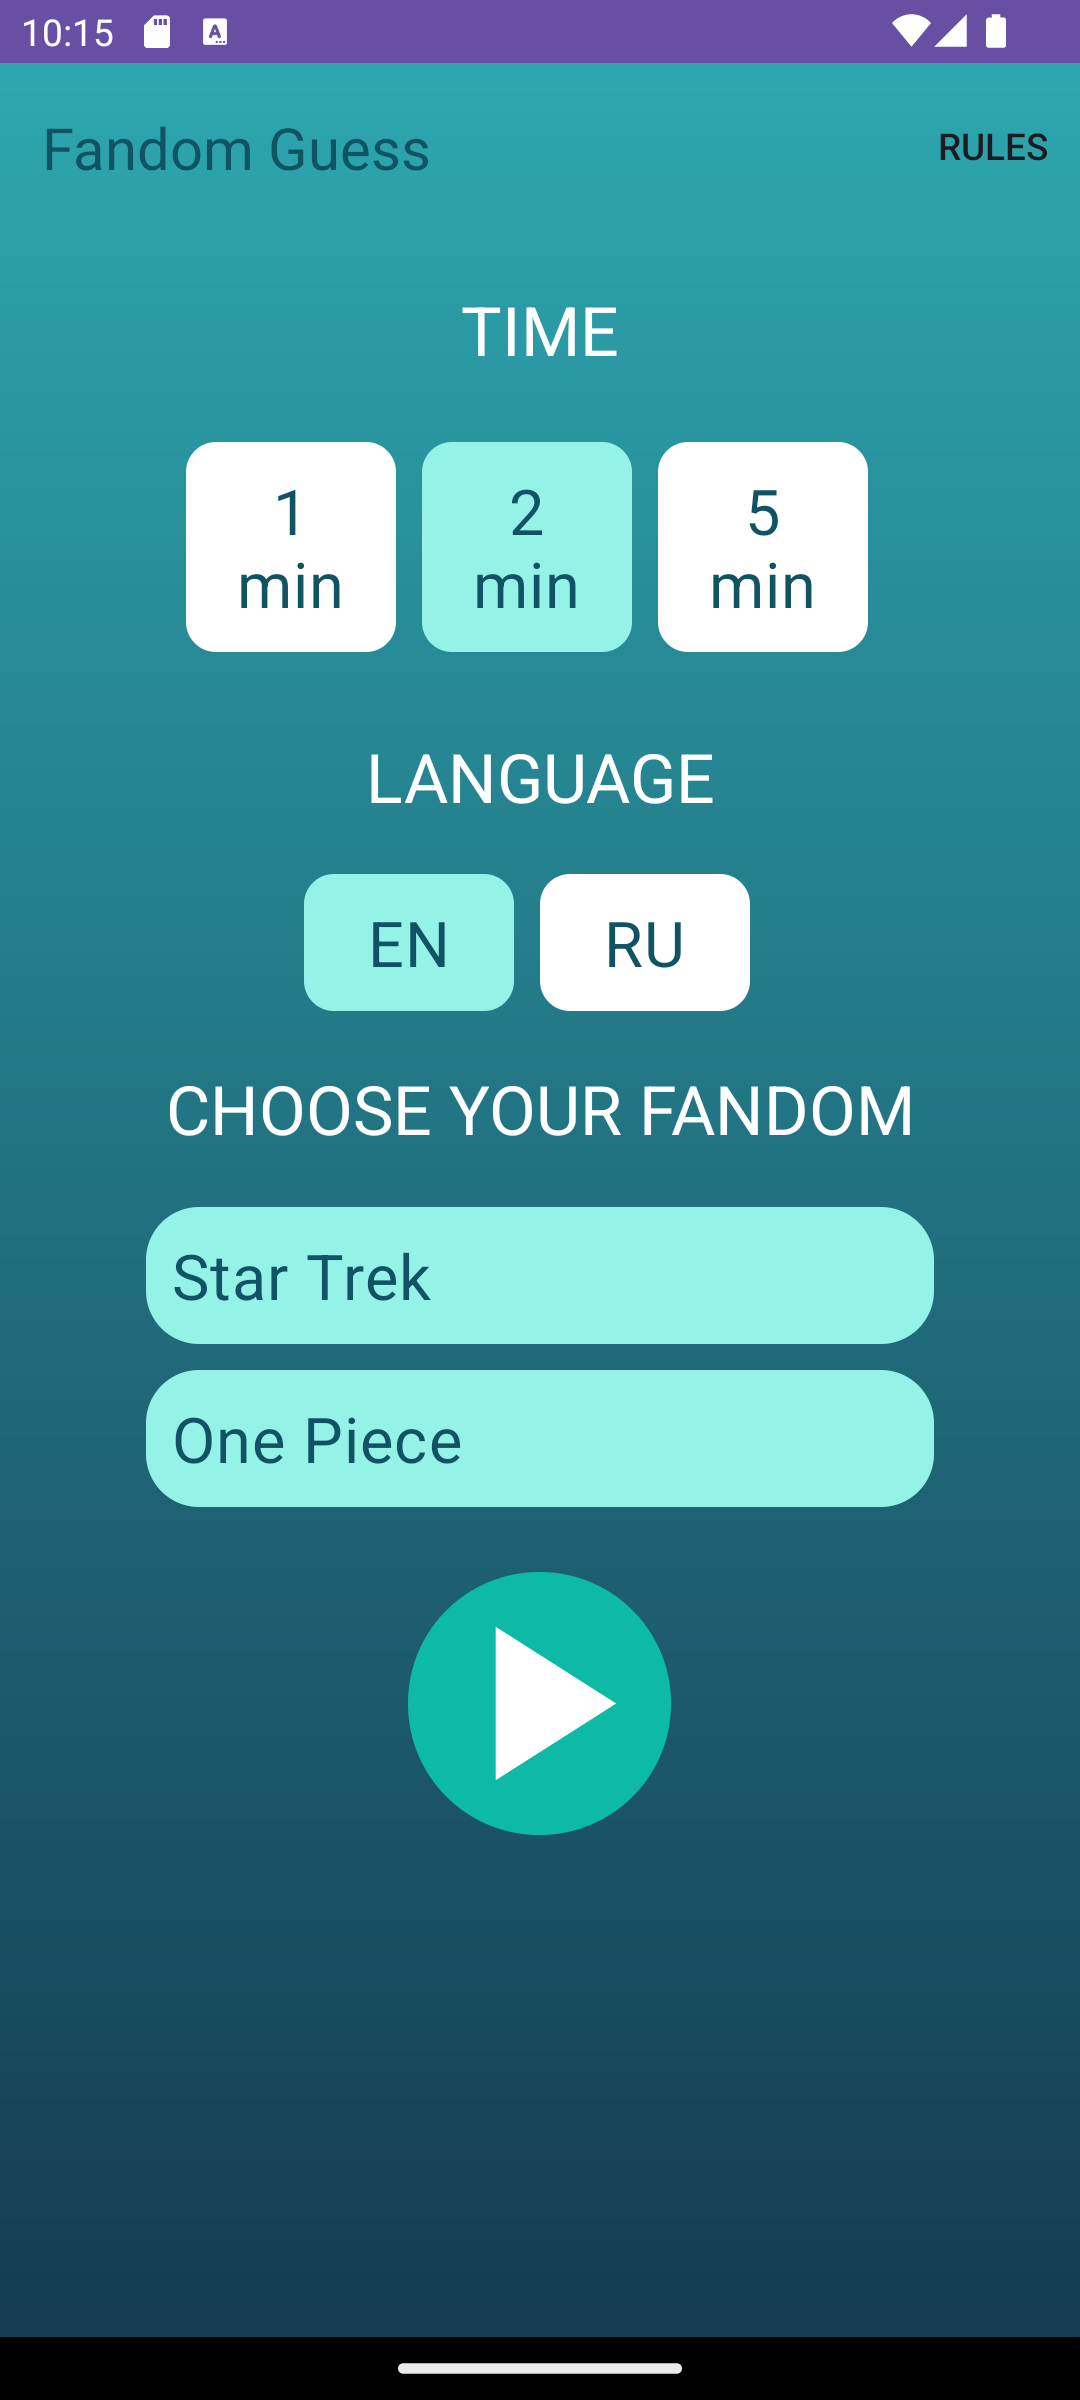 10:15
Fandom Guess
RULES
TIME
1
min
2
min
5
min
LANGUAGE
EN
RU
CHOOSE YOUR FANDOM
Star Trek
One Piece